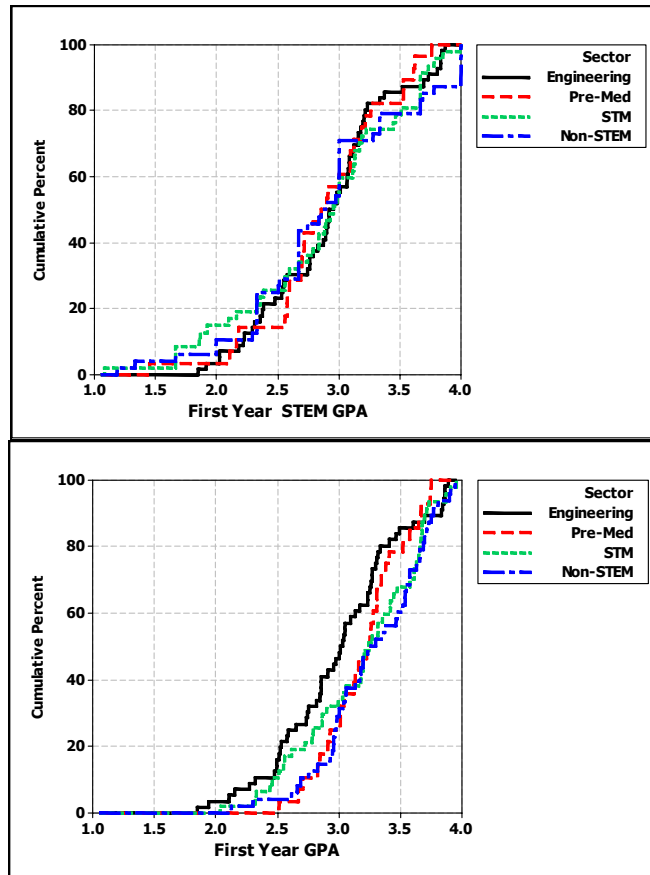 100
80
60
40
20
0
Cumulative Percent
1.0 1.5 2.0 2.5 3.0 3.5 4.0
First Year STEM GPA
Sector
Engineering
Pre-Med
STM
Non-STEM
100
80
60
40
20
0
Cumulative Percent
1.0 1.5 2.0 2.5 3.0 3.5 4.0
First Year GPA
Sector
Engineering
Pre-Med
STM
Non-STEM